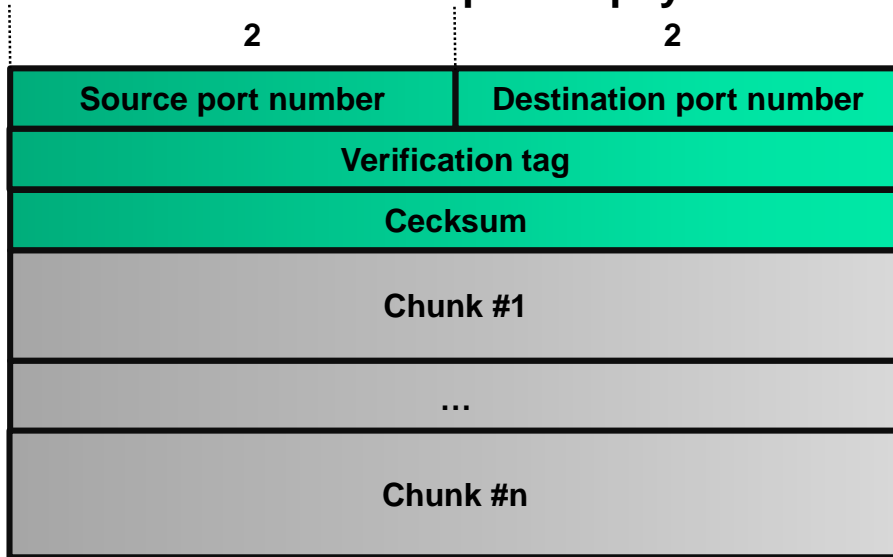 2 2
Source port number Destination port number
Verification tag
Cecksum
Chunk #1
...
Chunk #n